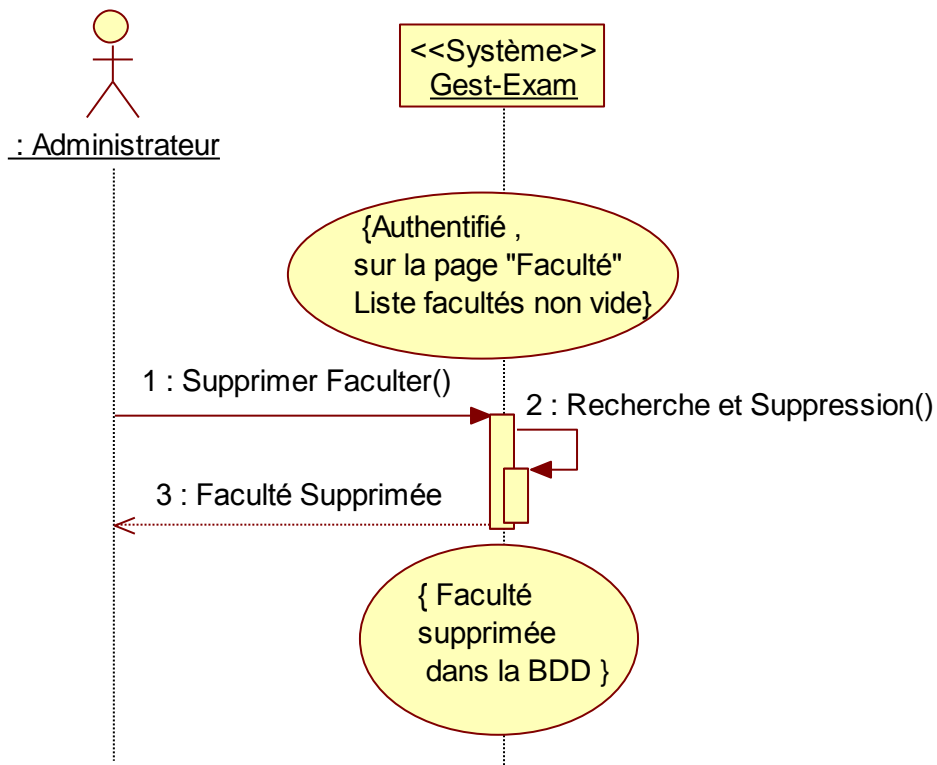 <<Système>>
Gest-Exam
: Administrateur
{Authentifié ,
sur la page "Faculté"
Liste facultés non vide}
1 : Supprimer Faculter()
2 : Recherche et Suppression()
3 : Faculté Supprimée
{ Faculté
supprimée
dans la BDD }